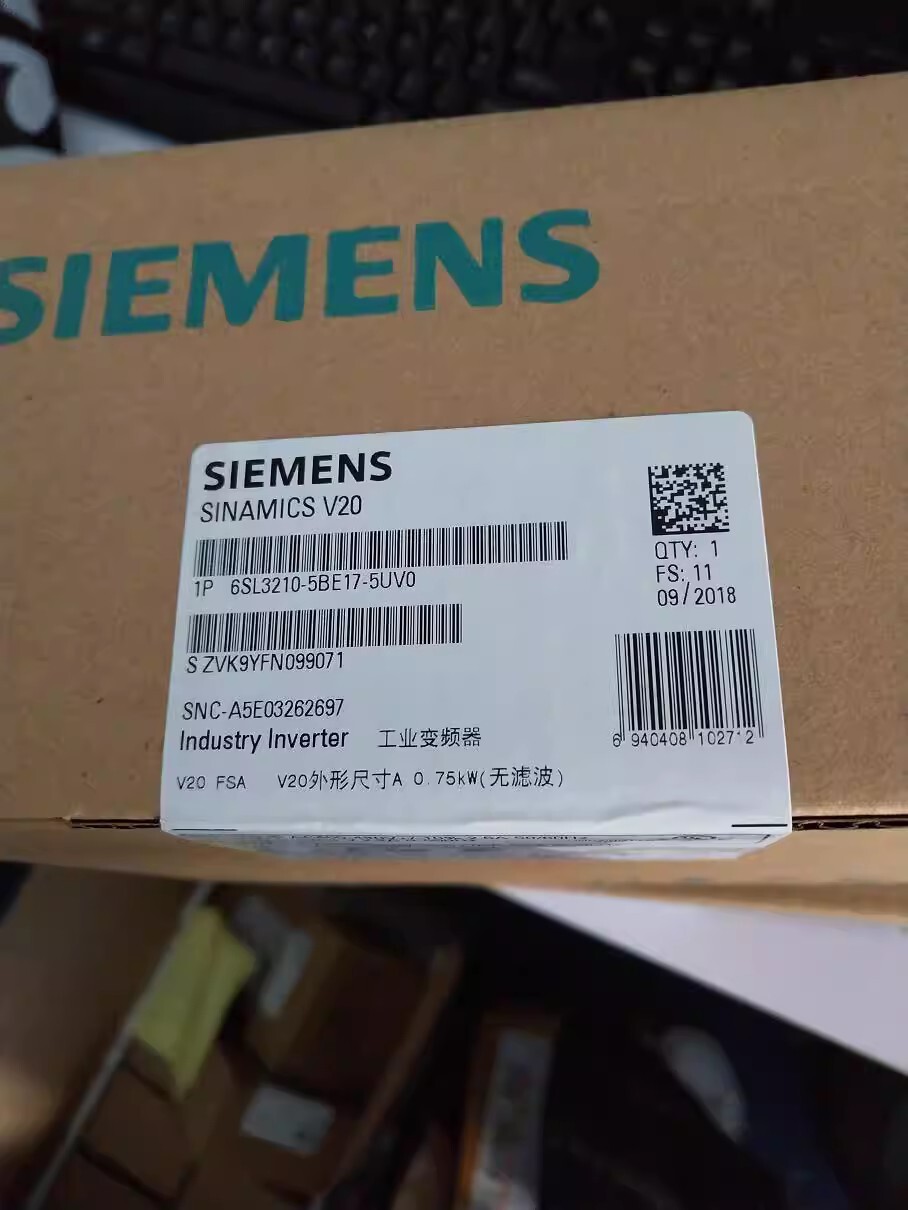 SIEMENS
SIEMENS
SINAMICS V20
1P 6SL3210-5BE17-5UV0
S ZVK9YFN099071
QTY: 1
FS: 11
09/2018
SNC-A5E03262697
Industry Inverter 工业变频器
6 940408 102712
V20 FSA V20外形尺寸A 0.75kW(无滤波)